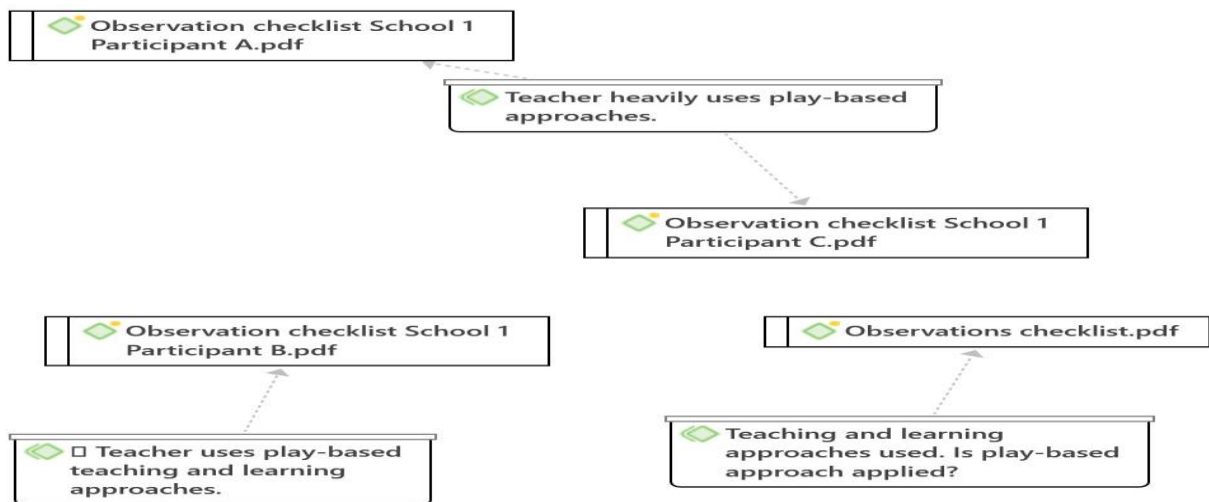 Observation checklist School 1
Participant A.pdf
Teacher heavily uses play-based
approaches.
Observation checklist School 1
Participant C.pdf
Observation checklist School 1
Participant B.pdf
Observations checklist.pdf
▯ Teacher uses play-based
teaching and learning
approaches.
Teaching and learning
approaches used. Is play-based
approach applied?